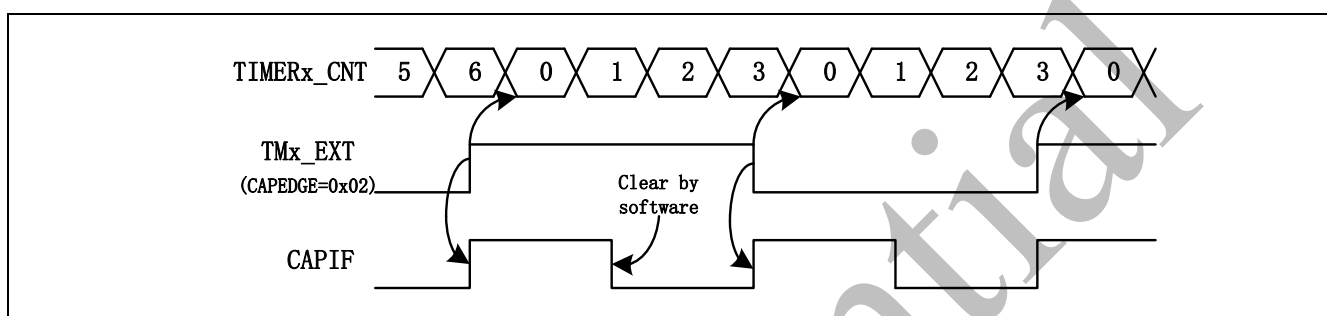 TIMERx_CNT 5 6 0 1 2 3 0 1 2 3 0
TMx_EXT
(CAPEDGE=0x02)
Clear by
software
CAPIF